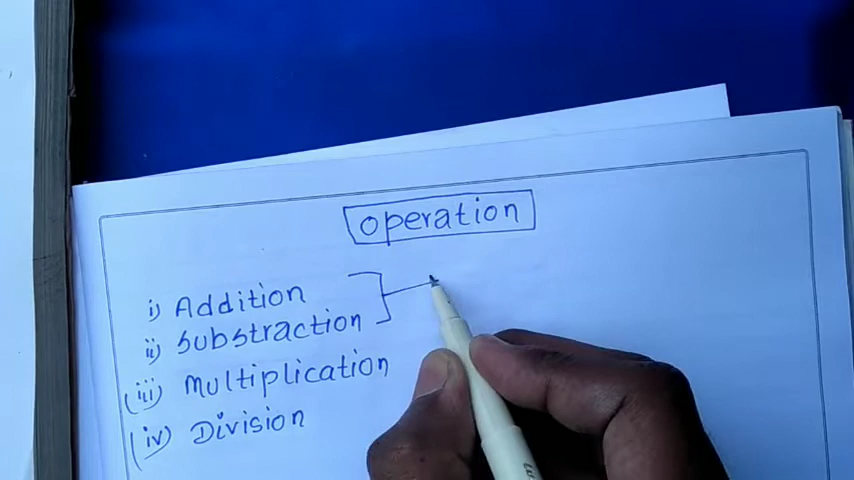 Operation
i) Addition
ii) Substraction
(iii) Multiplication
(iv) Division